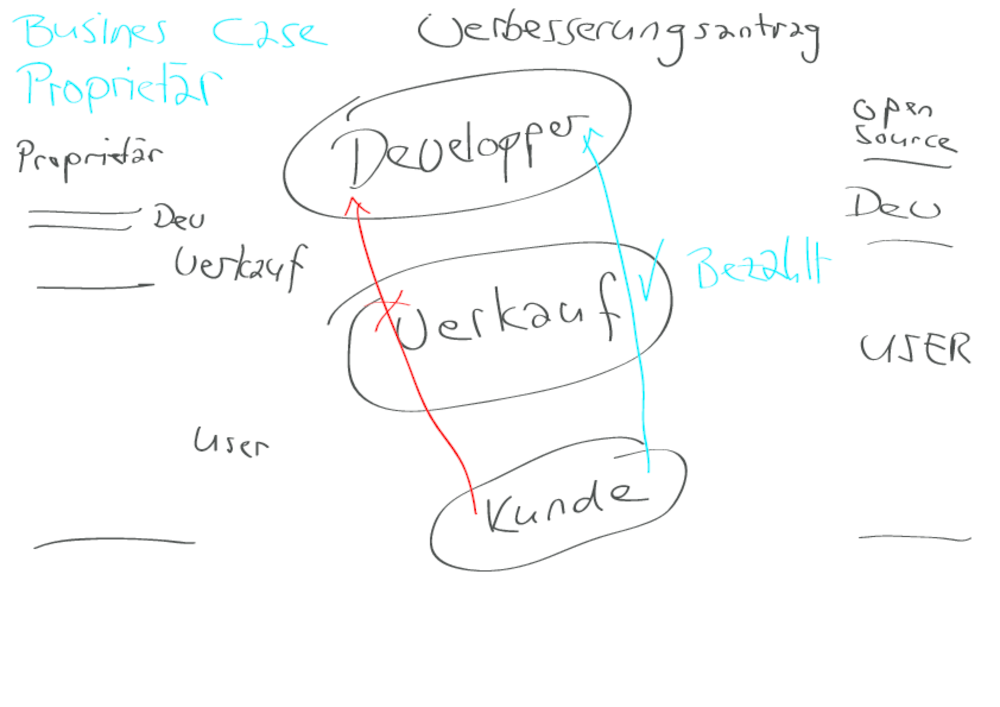 Busines Case
Proprietär
Verbesserungsantrag
Proprietär
Dev
Verkauf
User
Developper
Verkauf
Bezahlt
Kunde
Open
Source
Dev
USER